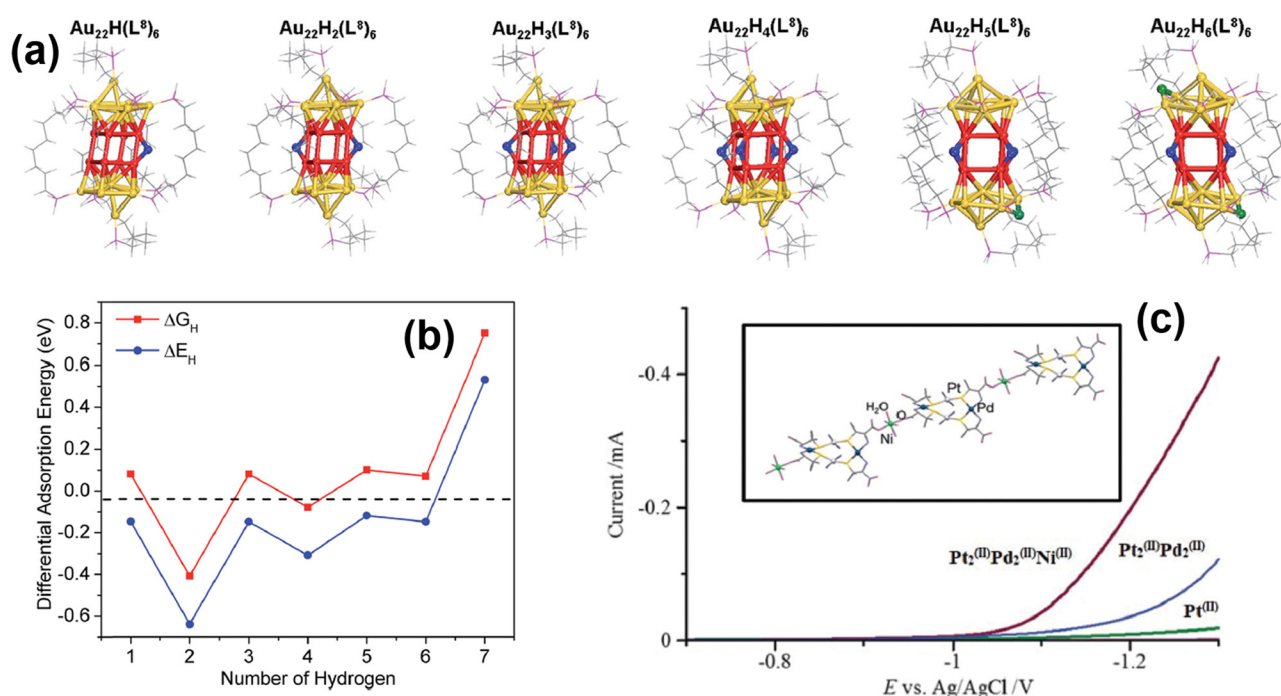 (a)
Au₂₂H(L⁸)₆ Au₂₂H₂(L⁸)₆ Au₂₂H₃(L⁸)₆ Au₂₂H₄(L⁸)₆ Au₂₂H₅(L⁸)₆ Au₂₂H₆(L⁸)₆
(b)
ΔG_H
ΔE_H
Differential Adsorption Energy (eV)
0.8
0.6
0.4
0.2
0.0
-0.2
-0.4
-0.6
1 2 3 4 5 6 7
Number of Hydrogen
(c)
Current /mA
-0.4
-0.2
0
Pt
Pd
H₂O
O
Ni
Pt₂⁽ᴵᴵ⁾Pd₂⁽ᴵᴵ⁾Ni⁽ᴵᴵ⁾
Pt₂⁽ᴵᴵ⁾Pd₂⁽ᴵᴵ⁾
Pt⁽ᴵᴵ⁾
-0.8 -1 -1.2
E vs. Ag/AgCl /V